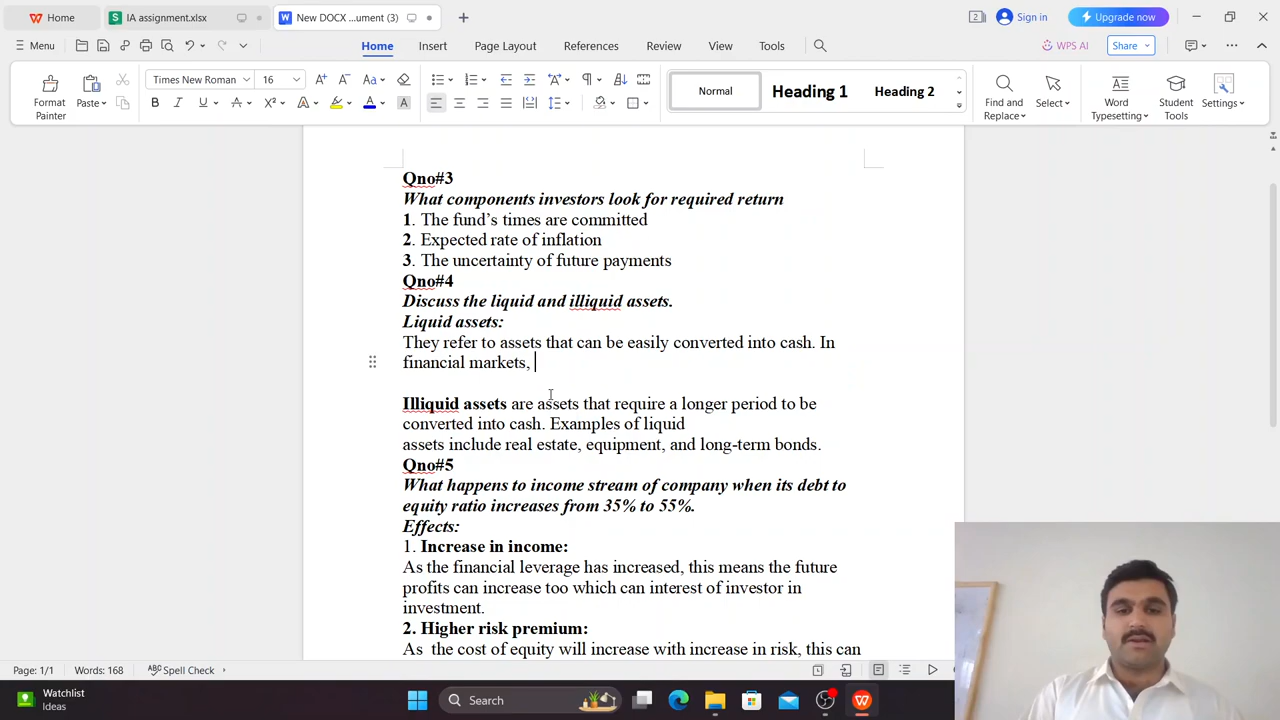 Home
IA assignment.xlsx
New DOCX ...ument (3)
2
Sign in
Upgrade now
Menu
Home
Insert
Page Layout
References
Review
View
Tools
WPS AI
Share
Format Painter
Paste
Times New Roman
16
Normal
Heading 1
Heading 2
Find and Replace
Select
Word Typesetting
Student Tools
Settings
Qno#3
What components investors look for required return
1. The fund's times are committed
2. Expected rate of inflation
3. The uncertainty of future payments
Qno#4
Discuss the liquid and illiquid assets.
Liquid assets:
They refer to assets that can be easily converted into cash. In
financial markets,
Illiquid assets are assets that require a longer period to be
converted into cash. Examples of liquid
assets include real estate, equipment, and long-term bonds.
Qno#5
What happens to income stream of company when its debt to
equity ratio increases from 35% to 55%.
Effects:
1. Increase in income:
As the financial leverage has increased, this means the future
profits can increase too which can interest of investor in
investment.
2. Higher risk premium:
As  the cost of equity will increase with increase in risk, this can
Page: 1/1
Words: 168
Spell Check
Watchlist
Ideas
Search